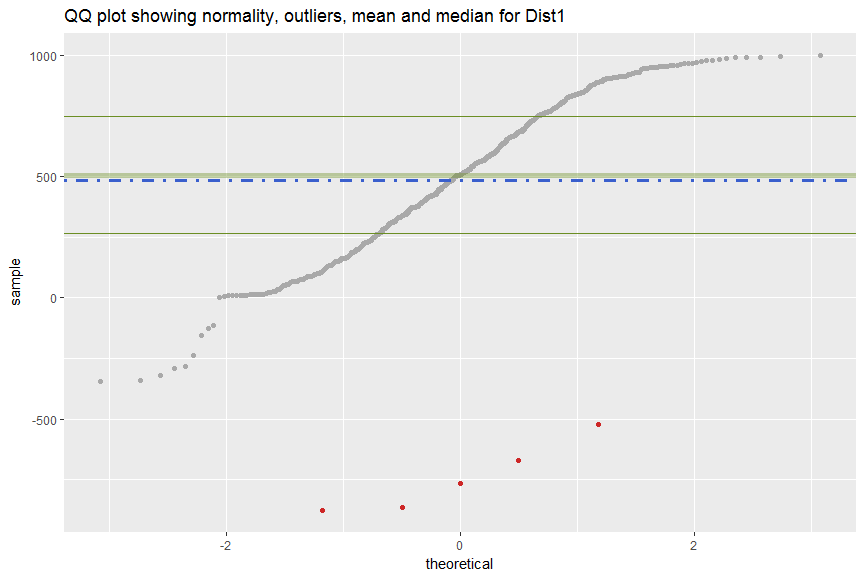 QQ plot showing normality, outliers, mean and median for Dist1
1000
500
0
-500
-2
0
2
theoretical
sample